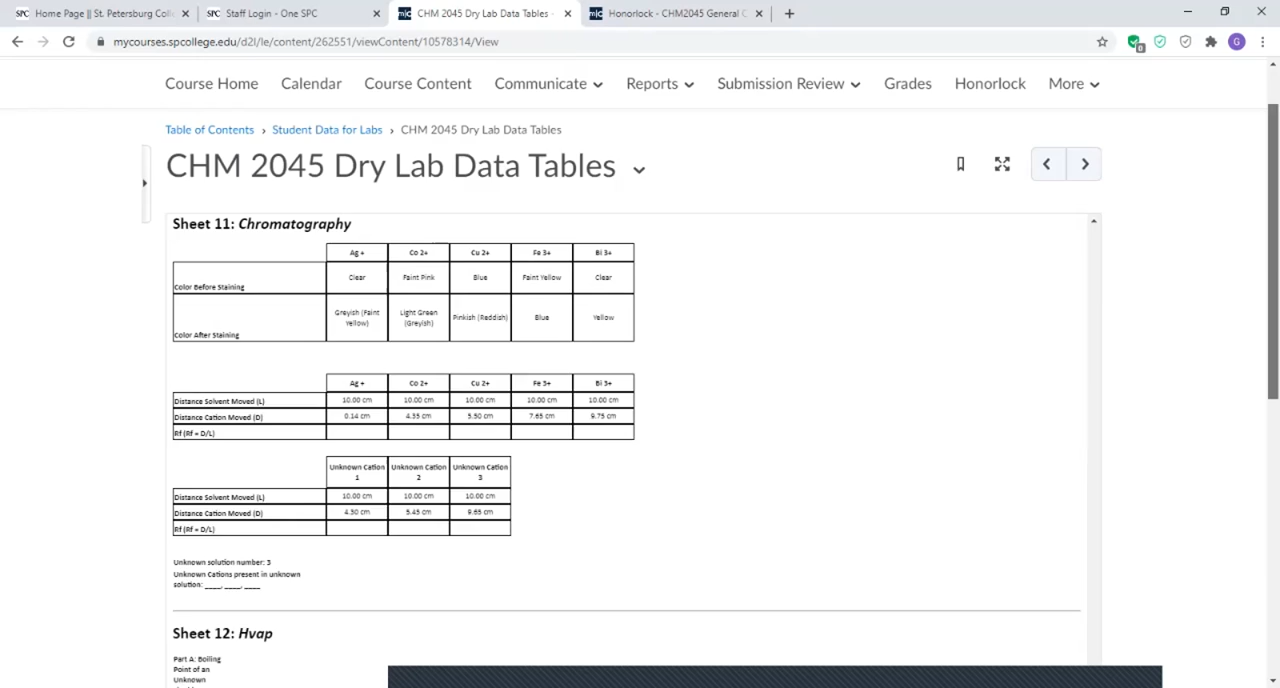 Home Page || St. Petersburg Coll
Staff Login - One SPC
CHM 2045 Dry Lab Data Tables -
Honorlock - CHM2045 General C
mycourses.spcollege.edu/d2l/le/content/262551/viewContent/10578314/View
Course Home Calendar Course Content Communicate Reports Submission Review Grades Honorlock More
Table of Contents › Student Data for Labs › CHM 2045 Dry Lab Data Tables
CHM 2045 Dry Lab Data Tables
Sheet 11: Chromatography
Ag + Co 2+ Cu 2+ Fe 3+ Bi 3+
Color Before Staining Clear Faint Pink Blue Faint Yellow Clear
Color After Staining Greyish (Faint Yellow) Light Green (Greyish) Pinkish (Reddish) Blue Yellow
Ag + Co 2+ Cu 2+ Fe 3+ Bi 3+
Distance Solvent Moved (L) 10.00 cm 10.00 cm 10.00 cm 10.00 cm 10.00 cm
Distance Cation Moved (D) 0.14 cm 4.35 cm 5.50 cm 7.65 cm 9.75 cm
Rf (Rf = D/L)
Unknown Cation 1 Unknown Cation 2 Unknown Cation 3
Distance Solvent Moved (L) 10.00 cm 10.00 cm 10.00 cm
Distance Cation Moved (D) 4.30 cm 5.45 cm 9.65 cm
Rf (Rf = D/L)
Unknown solution number: 3
Unknown Cations present in unknown
solution: ____, ____, ____
Sheet 12: Hvap
Part A: Boiling
Point of an
Unknown